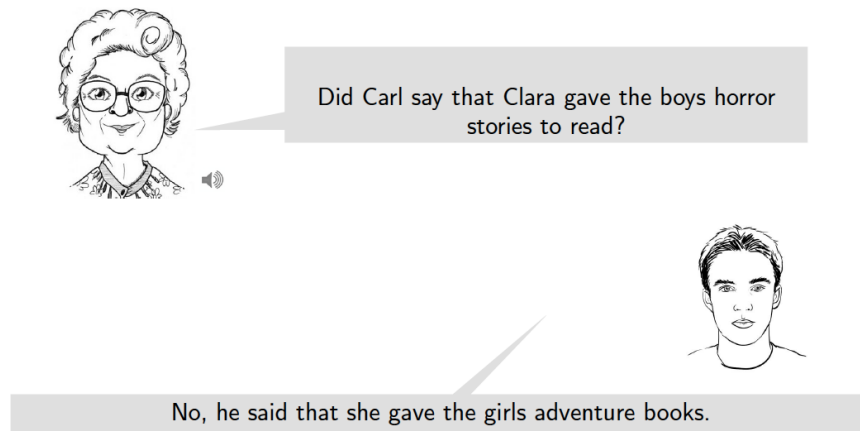 Did Carl say that Clara gave the boys horror
stories to read?
No, he said that she gave the girls adventure books.